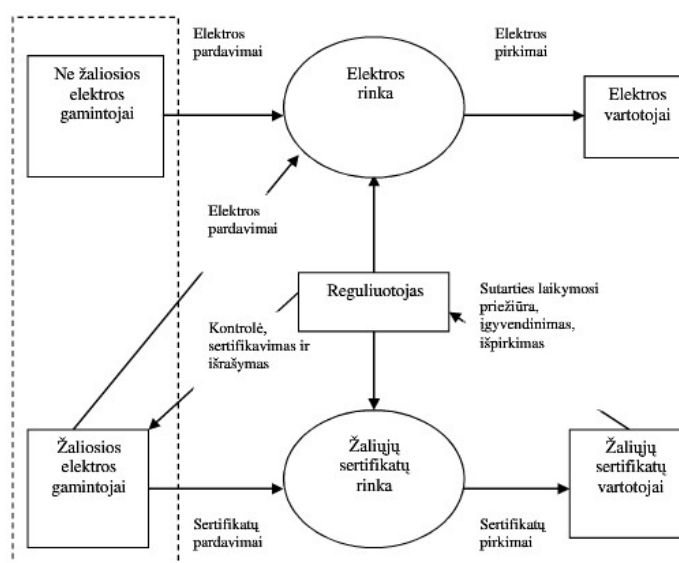 Elektros
pardavimai
Elektros
pirkimai
Ne žaliosios
elektros
gamintojai
Elektros
rinka
Elektros
vartotojai
Elektros
pardavimai
Reguliuotojas
Sutarties laikymosi
priežiūra,
įgyvendinimas,
išpirkimas
Kontrolė,
sertifikavimas ir
išrašymas
Žaliosios
elektros
gamintojai
Žaliųjų
sertifikatų
rinka
Žaliųjų
sertifikatų
vartotojai
Sertifikatų
pardavimai
Sertifikatų
pirkimai